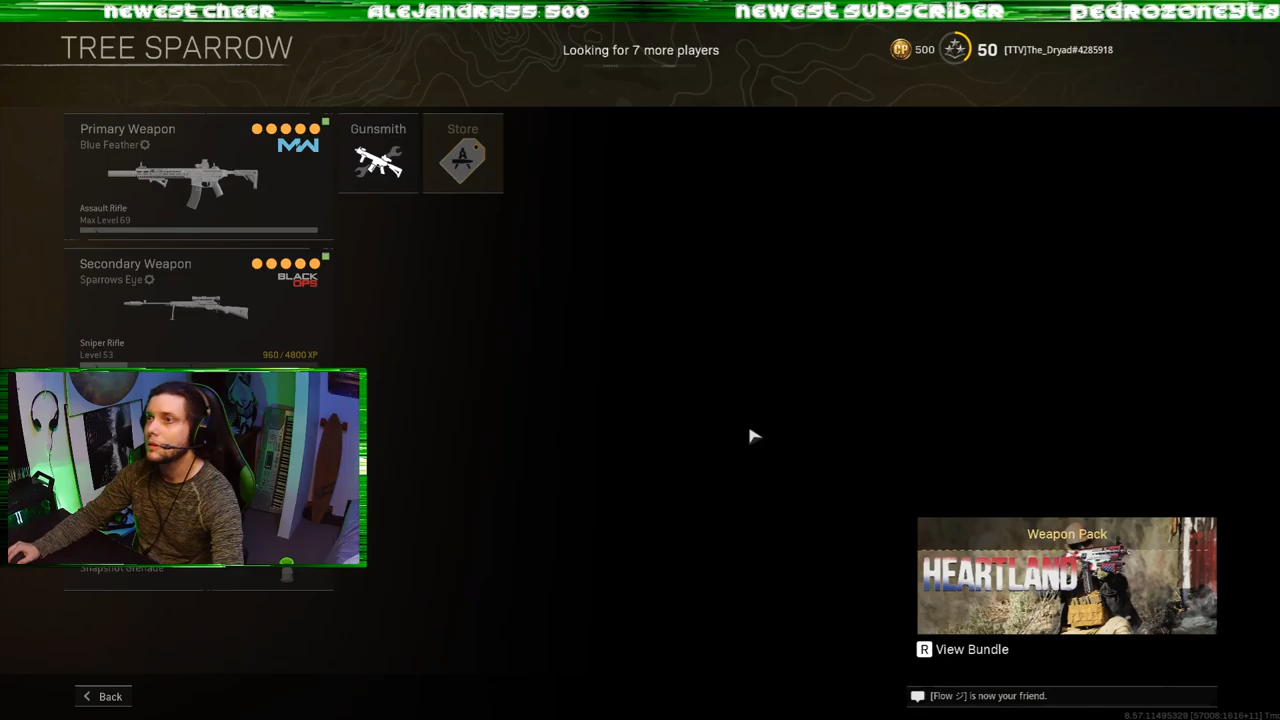 newest cheer
alejandrass 500
newest subscriber
pedrozoneyta
TREE SPARROW
Looking for 7 more players
CP 500
50 [TTV]The_Dryad#4285918
Primary Weapon
Blue Feather
MW
Assault Rifle
Max Level 69
Gunsmith
Store
Secondary Weapon
Sparrows Eye
BLACK OPS
Sniper Rifle
Level 53
960 / 4800 XP
Snapshot Grenade
Weapon Pack
HEARTLAND
R View Bundle
Back
[Flow ジ] is now your friend.